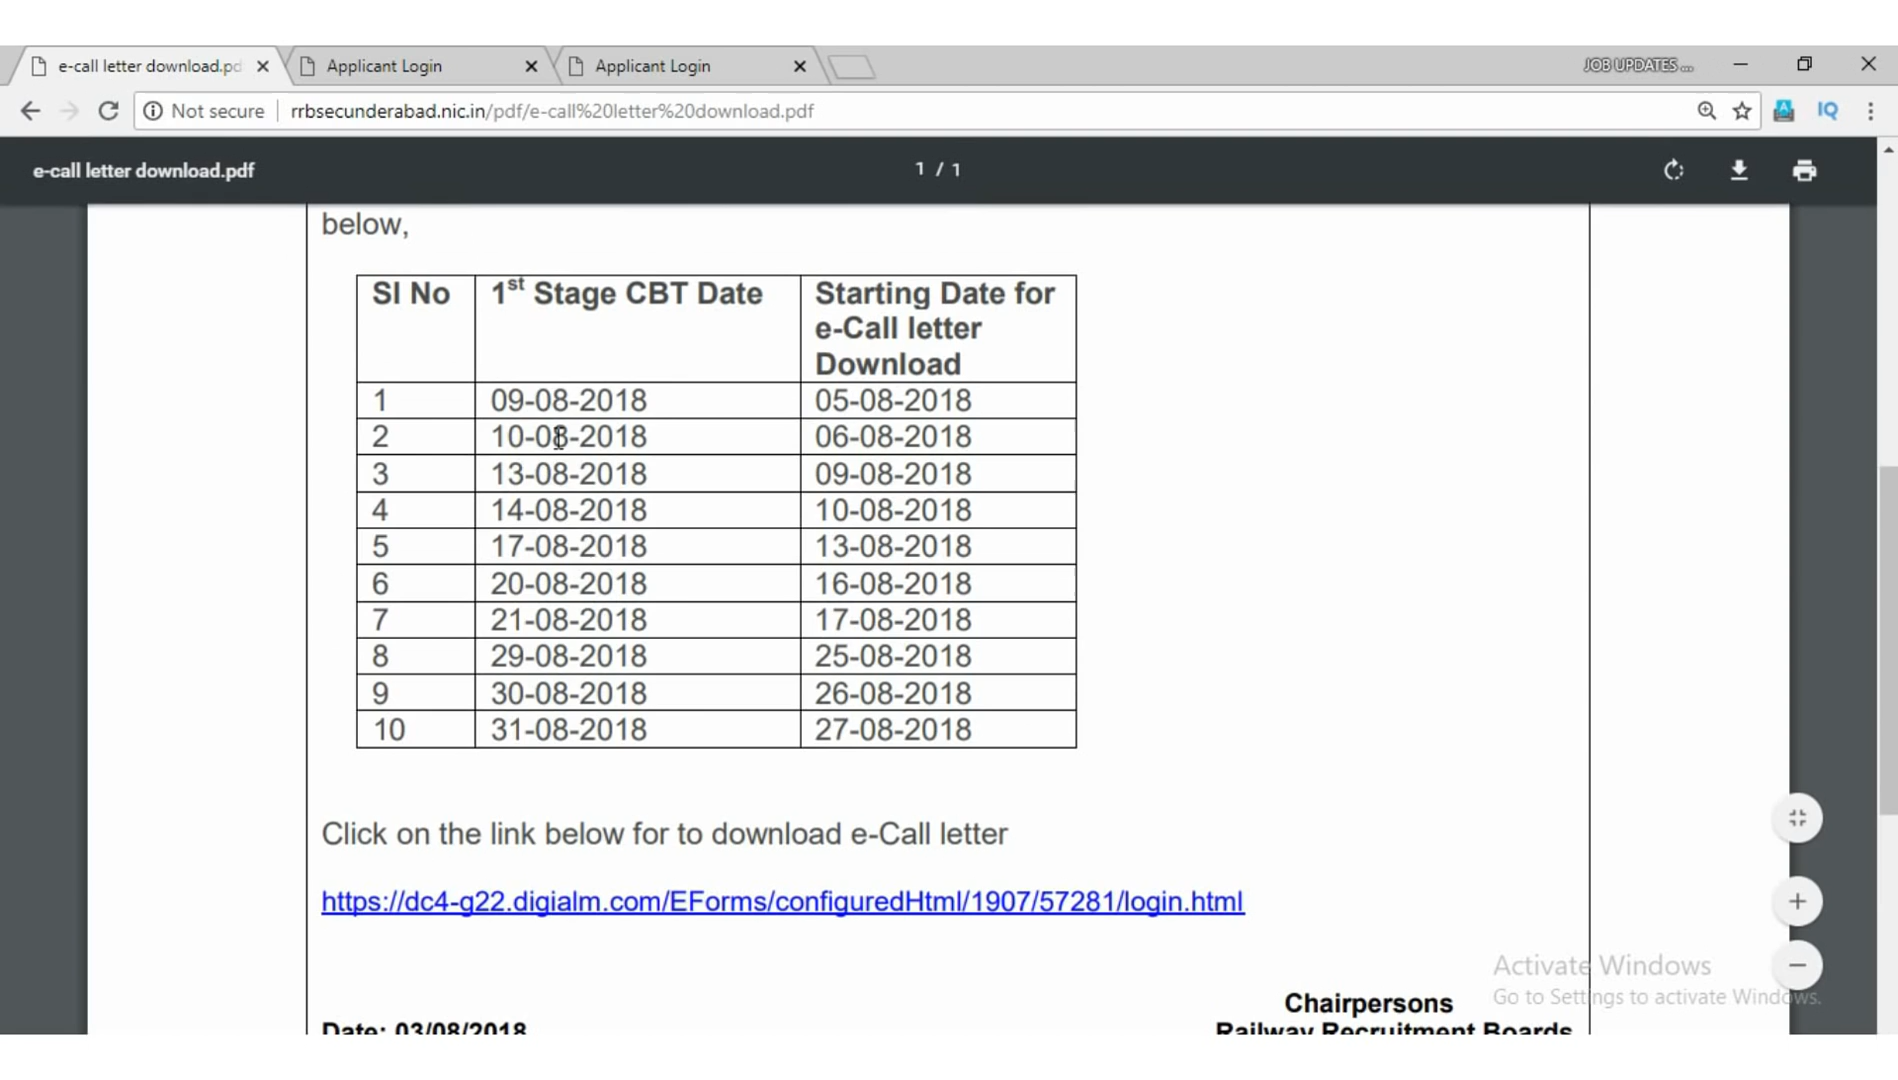 e-call letter download.pd
Applicant Login
Applicant Login
JOB UPDATES ...
Not secure
rrbsecunderabad.nic.in/pdf/e-call%20letter%20download.pdf
IQ
e-call letter download.pdf
1 / 1
below,
Sl No 1st Stage CBT Date Starting Date for
e-Call letter
Download
1 09-08-2018 05-08-2018
2 10-08-2018 06-08-2018
3 13-08-2018 09-08-2018
4 14-08-2018 10-08-2018
5 17-08-2018 13-08-2018
6 20-08-2018 16-08-2018
7 21-08-2018 17-08-2018
8 29-08-2018 25-08-2018
9 30-08-2018 26-08-2018
10 31-08-2018 27-08-2018
Click on the link below for to download e-Call letter
https://dc4-g22.digialm.com/EForms/configuredHtml/1907/57281/login.html
Activate Windows
Go to Settings to activate Windows.
Chairpersons
Date: 03/08/2018 Railway Recruitment Boards